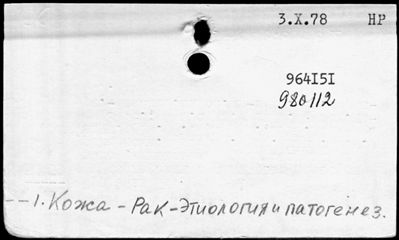 3.X.78 НР
964151
980112
--1. Кожа - Рак - Этиология и патогенез.